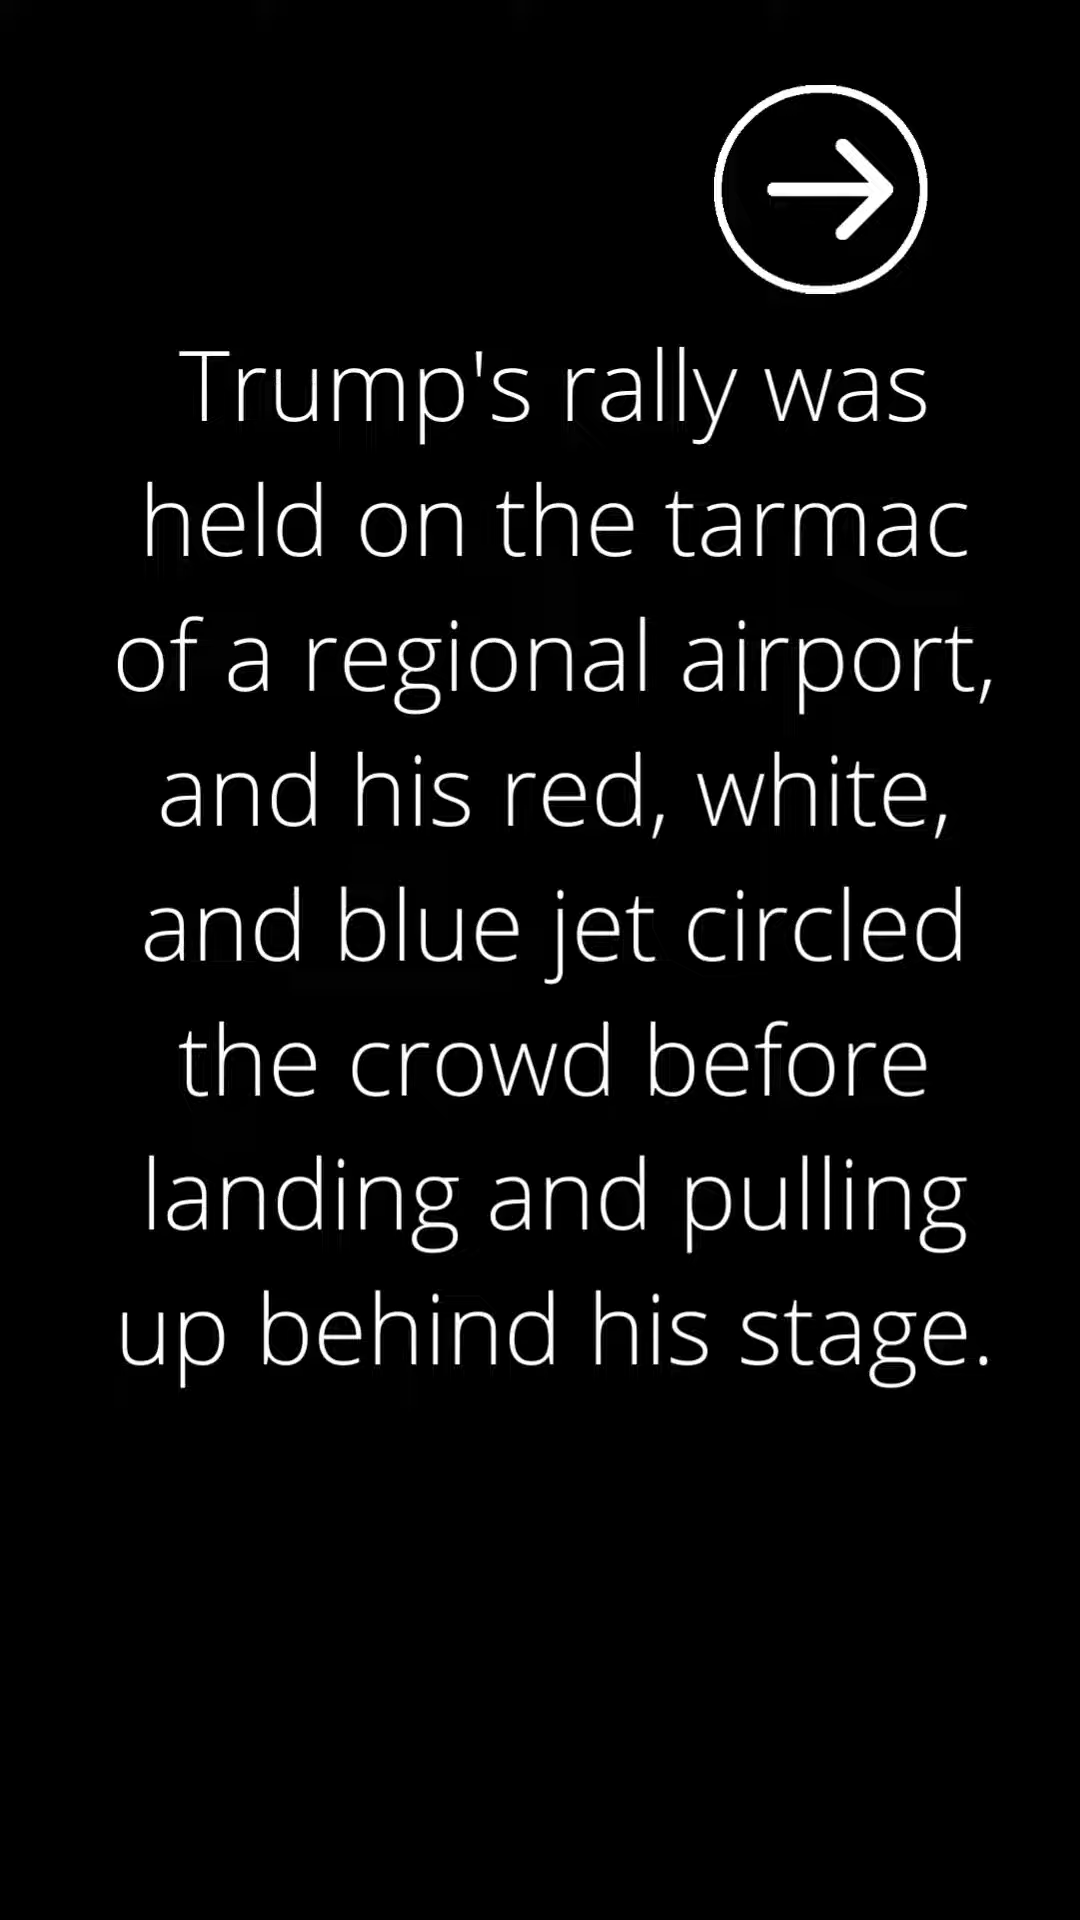 Trump's rally was
held on the tarmac
of a regional airport,
and his red, white,
and blue jet circled
the crowd before
landing and pulling
up behind his stage.